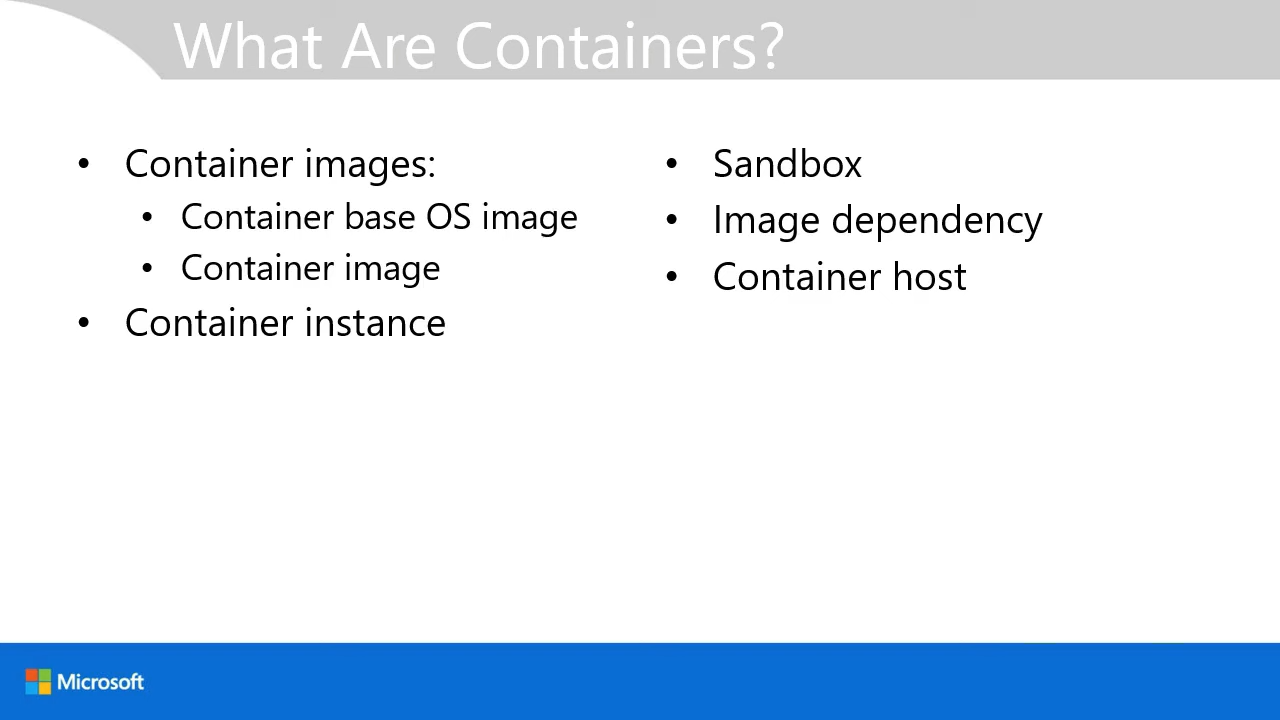 What Are Containers?
• Container images:
• Container base OS image
• Container image
• Container instance
• Sandbox
• Image dependency
• Container host
Microsoft